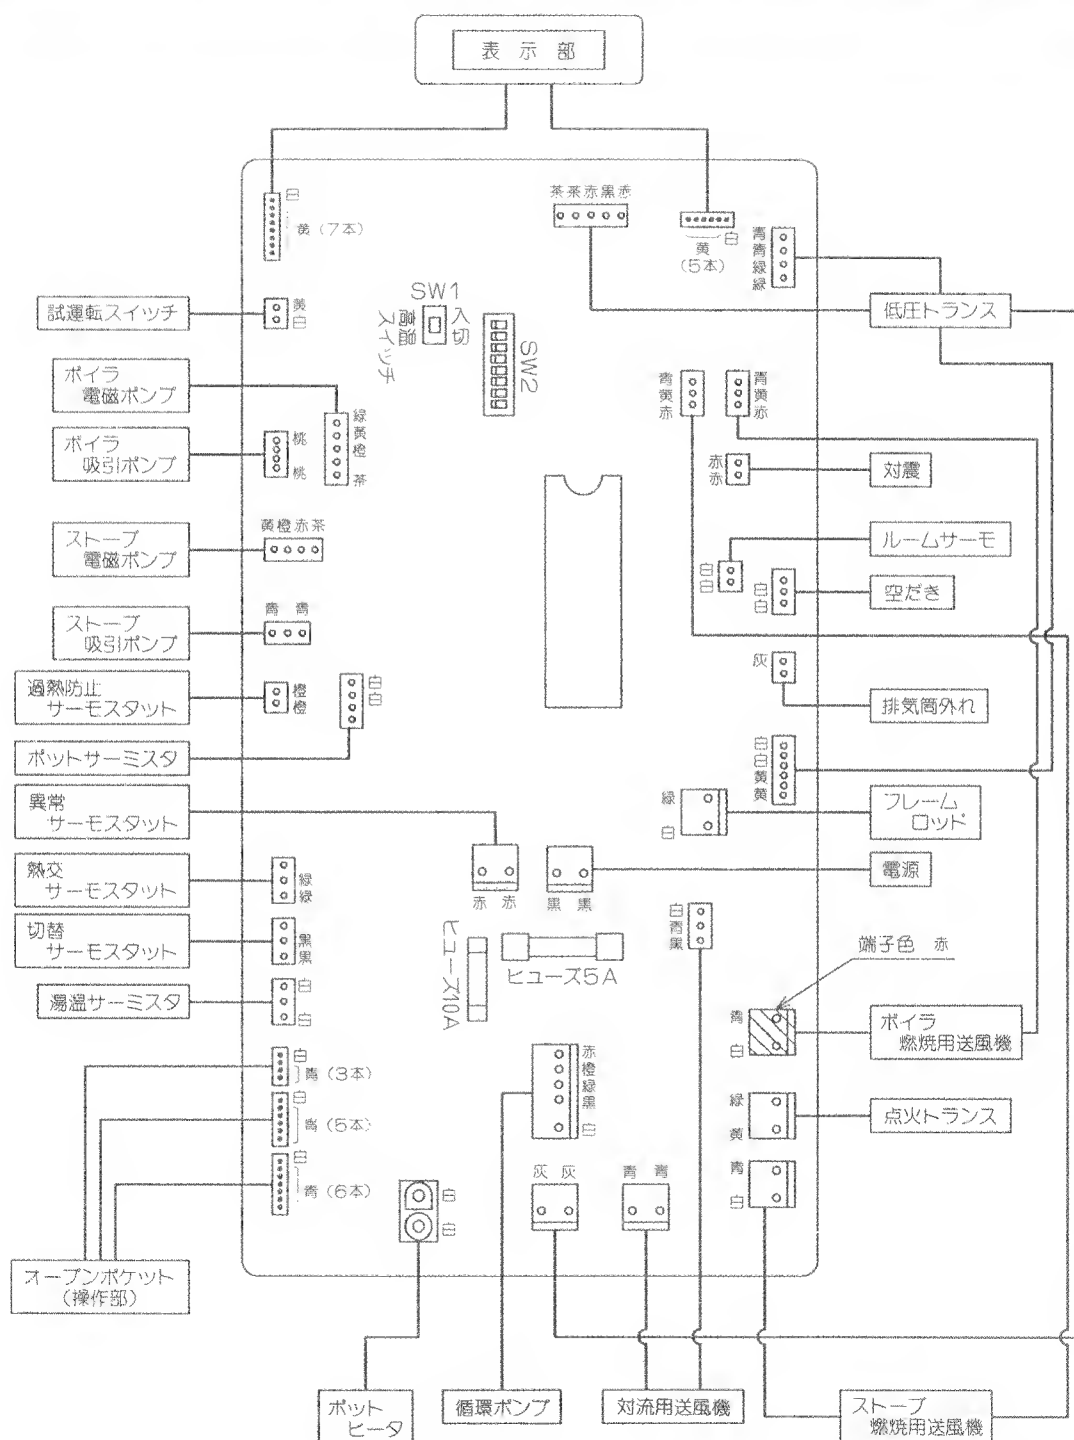 表示部
白
黄(7本)
茶茶赤黒赤
黄
白
(5本)
青
青
緑
緑
試運転スイッチ
黄
白
SW1
入切
高温
スイッチ
SW2
低圧トランス
ボイラ
電磁ポンプ
緑
黄
橙
茶
青
黄
赤
青
黄
赤
ボイラ
吸引ポンプ
桃
桃
赤
赤
対震
ストーブ
電磁ポンプ
黄橙赤茶
ルームサーモ
白
白
白
白
空だき
ストーブ
吸引ポンプ
青 青
灰
排気筒外れ
過熱防止
サーモスタット
橙
橙
白
白
ポットサーミスタ
白
白
黄
黄
異常
サーモスタット
緑
白
フレーム
ロッド
電源
熱交
サーモスタット
緑
緑
赤 赤
黒 黒
切替
サーモスタット
黒
黒
白
青
黒
ヒューズ5A
ヒューズ10A
端子色 赤
湯温サーミスタ
白
白
青
白
ボイラ
燃焼用送風機
白
青(3本)
白
青(5本)
白
青(6本)
赤
橙
緑
黒
白
緑
黄
点火トランス
灰 灰
青 青
青
白
白
白
オープンポケット
(操作部)
ポット
ヒータ
循環ポンプ
対流用送風機
ストーブ
燃焼用送風機